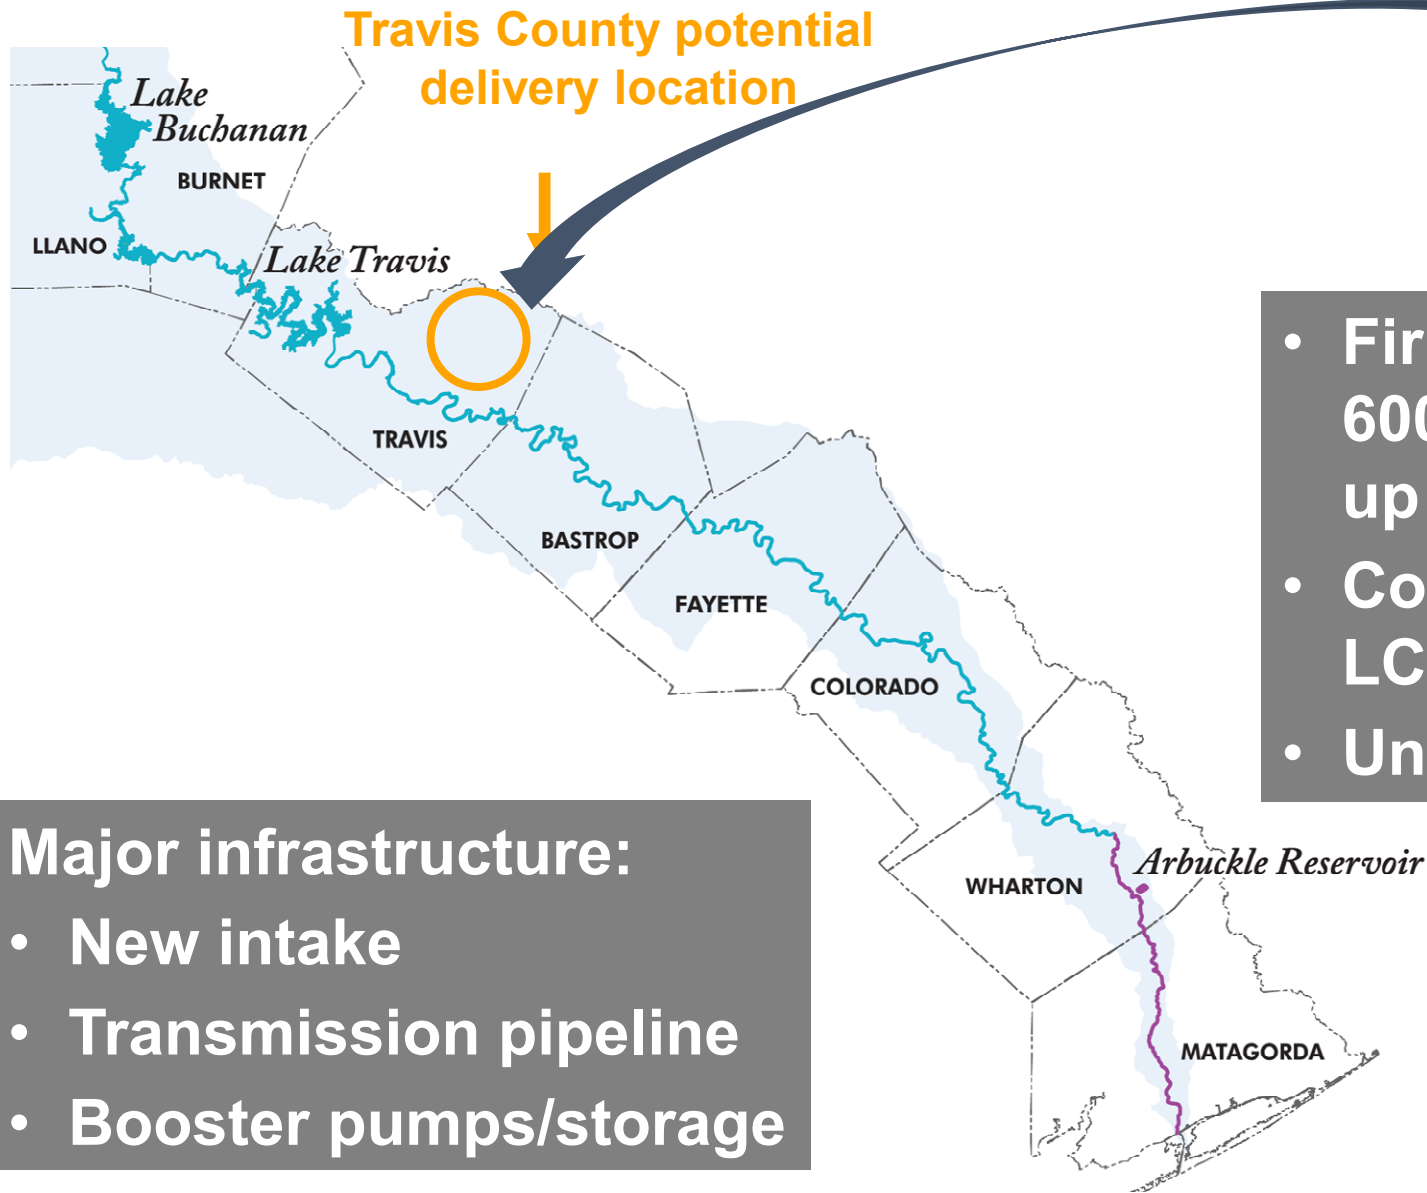 Travis County potential
delivery location
Lake
Buchanan
BURNET
LLANO
Lake Travis
TRAVIS
BASTROP
FAYETTE
COLORADO
WHARTON
Arbuckle Reservoir
MATAGORDA
• 
up
Major infrastructure:
• New intake
• Transmission pipeline
• Booster pumps/storage